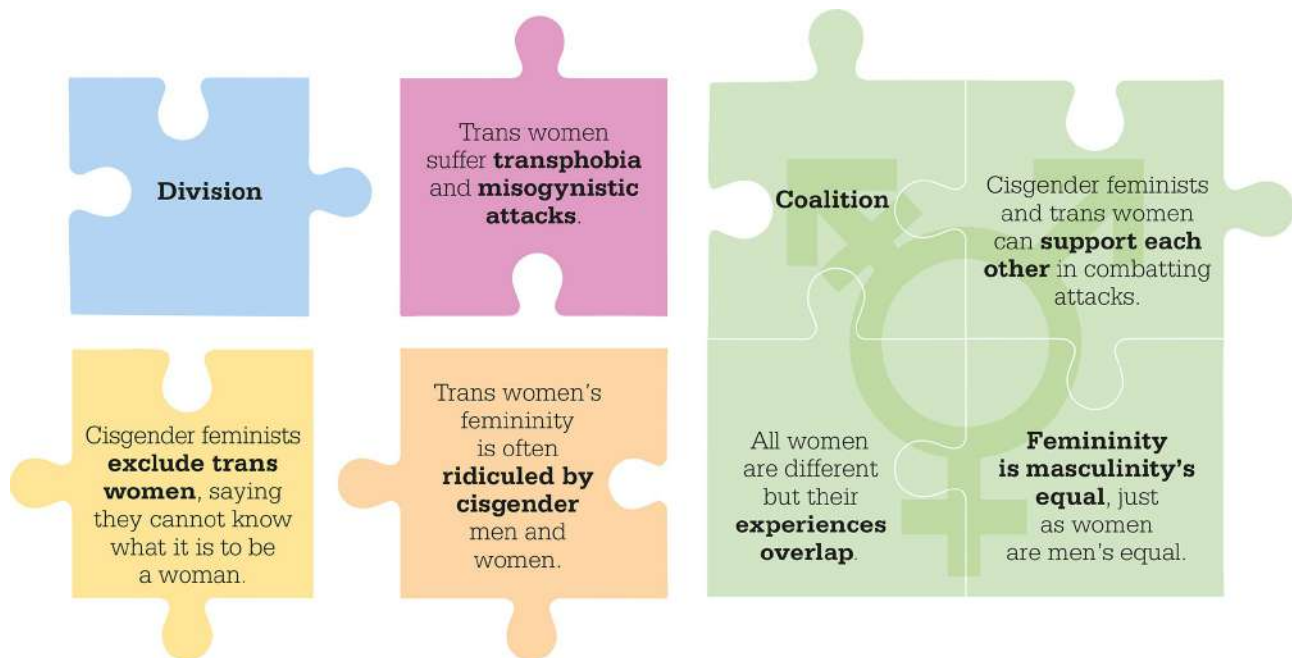 Division
Trans women
suffer transphobia
and misogynistic
attacks.
Cisgender feminists
exclude trans
women, saying
they cannot know
what it is to be
a woman.
Trans women’s
femininity
is often
ridiculed by
cisgender
men and
women.
Coalition
Cisgender feminists
and trans women
can support each
other in combatting
attacks.
All women
are different
but their
experiences
overlap.
Femininity
is masculinity’s
equal, just
as women
are men’s equal.